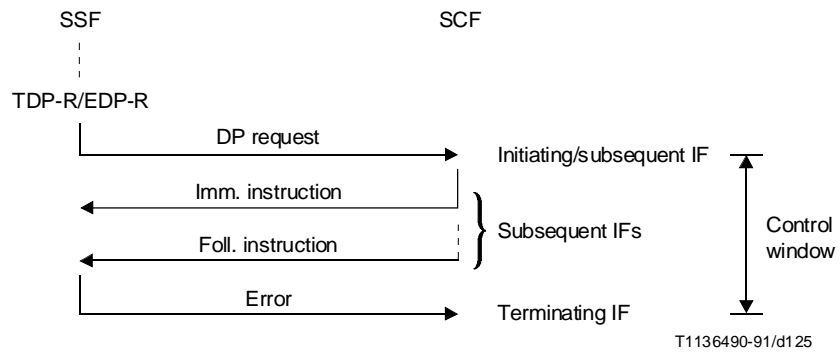 SSF
SCF
TDP-R/EDP-R
DP request
Initiating/subsequent IF
Imm. instruction
Subsequent IFs
Control
window
Foll. instruction
Error
Terminating IF
T1136490-91/d125